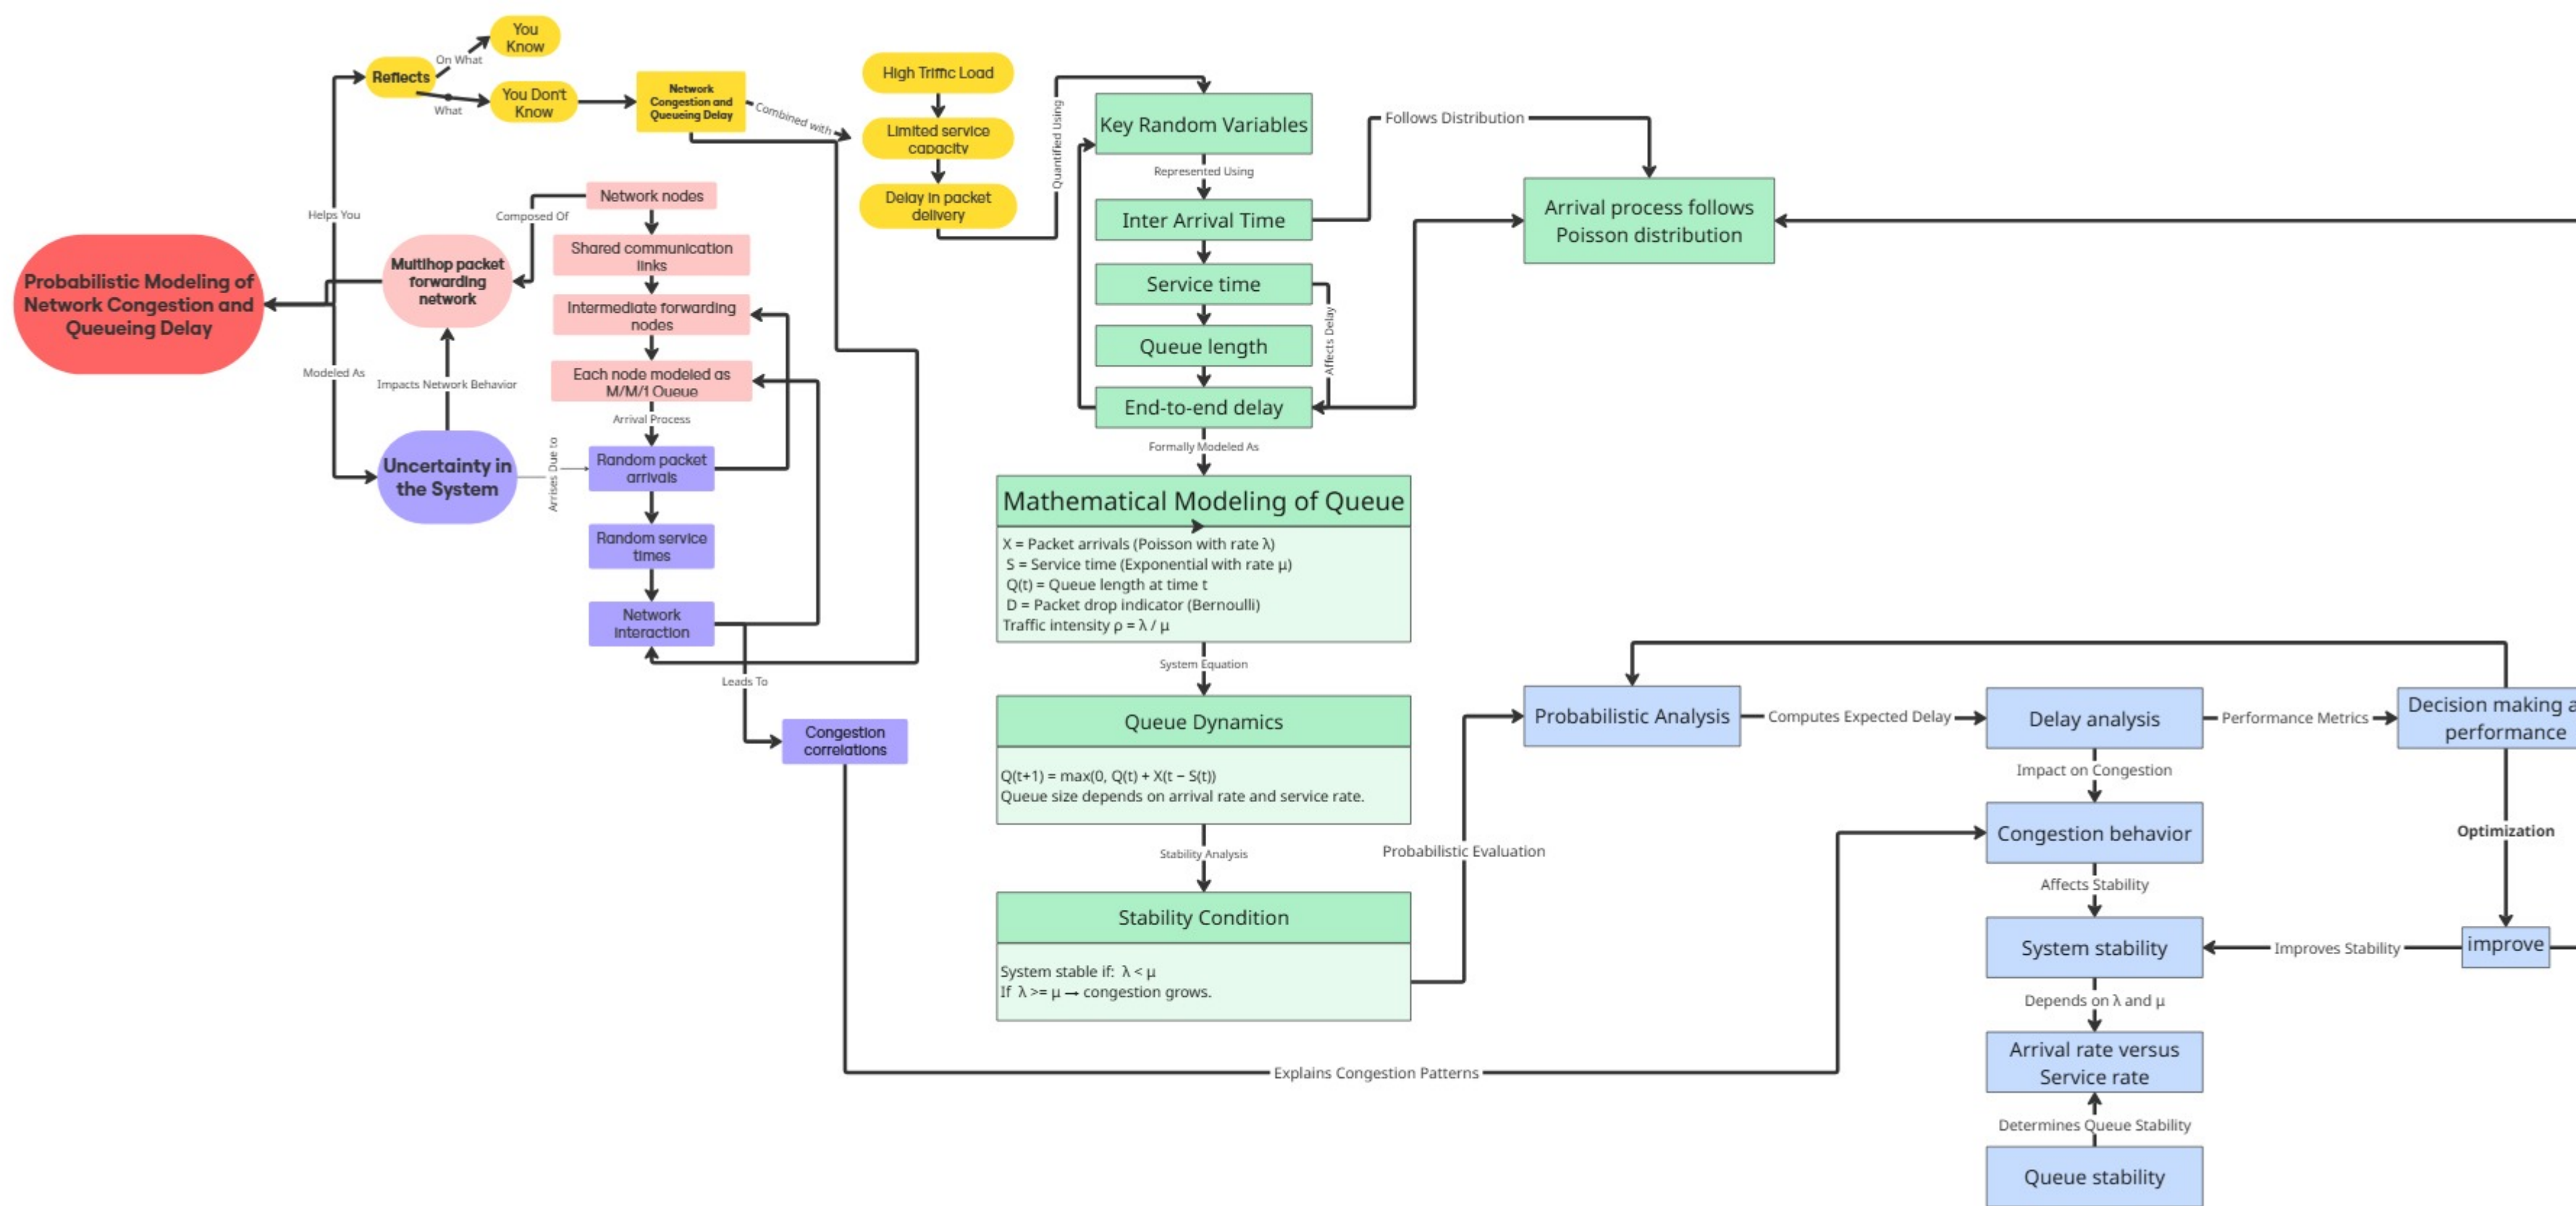 You
Know
On What
Reflects
What
You Don't
Know
Network
Congestion and
Queueing Delay
Combined with
High Triffic Load
Limited service
capacity
Delay in packet
delivery
Quantified Using
Helps You
Probabilistic Modeling of
Network Congestion and
Queueing Delay
Modeled As
Multihop packet
forwarding
network
Composed Of
Impacts Network Behavior
Uncertainty in
the System
Arrises Due to
Network nodes
Shared communication
links
Intermediate forwarding
nodes
Each node modeled as
M/M/1 Queue
Arrival Process
Random packet
arrivals
Random service
times
Network
interaction
Leads To
Congestion
correlations
Explains Congestion Patterns
Key Random Variables
Represented Using
Inter Arrival Time
Service time
Queue length
End-to-end delay
Affects Delay
Follows Distribution
Arrival process follows
Poisson distribution
Formally Modeled As
Mathematical Modeling of Queue
X = Packet arrivals (Poisson with rate λ)
S = Service time (Exponential with rate μ)
Q(t) = Queue length at time t
D = Packet drop indicator (Bernoulli)
Traffic intensity ρ = λ / μ
System Equation
Queue Dynamics
Q(t+1) = max(0, Q(t) + X(t − S(t))
Queue size depends on arrival rate and service rate.
Stability Analysis
Stability Condition
System stable if: λ < μ
If λ >= μ → congestion grows.
Probabilistic Evaluation
Probabilistic Analysis
Computes Expected Delay
Delay analysis
Performance Metrics
Decision making a
performance
Impact on Congestion
Congestion behavior
Optimization
Affects Stability
System stability
Improves Stability
improve
Depends on λ and μ
Arrival rate versus
Service rate
Determines Queue Stability
Queue stability